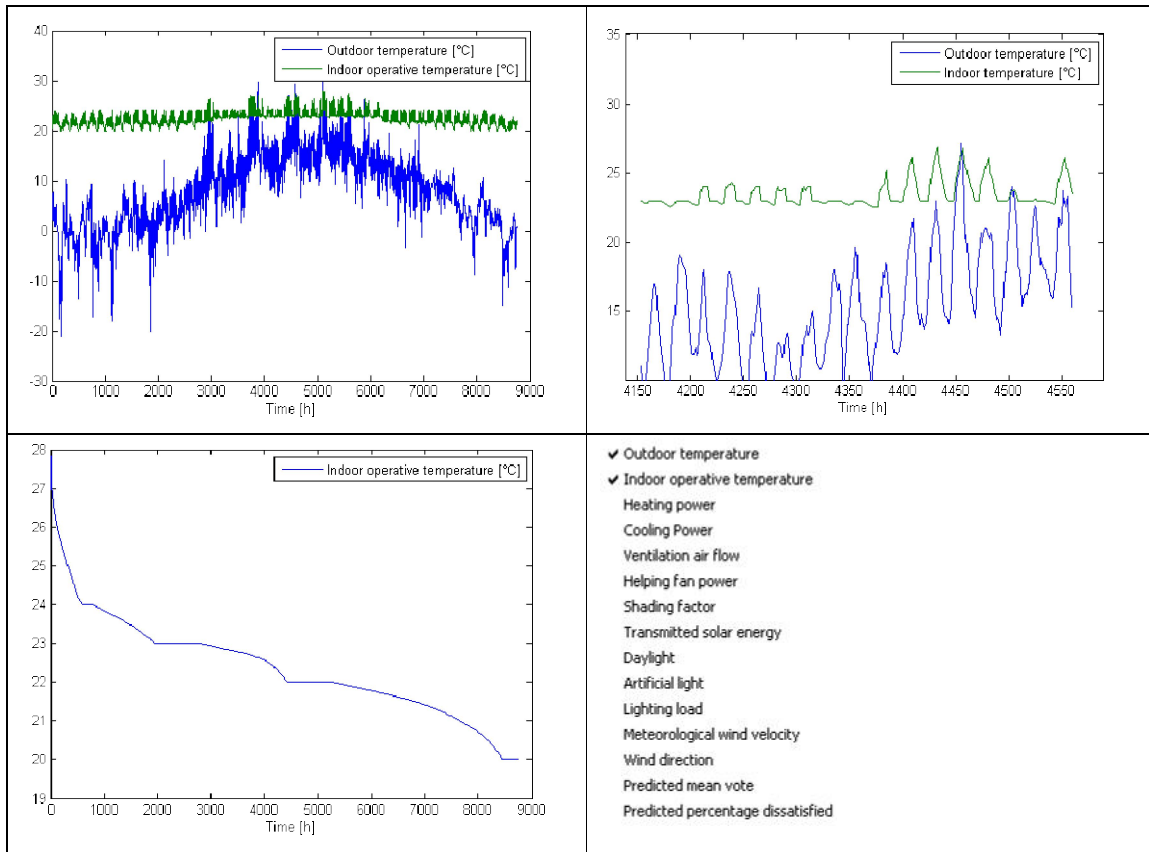 40
30
20
10
0
-10
-20
-30
Outdoor temperature [°C]
Indoor operative temperature [°C]
0 1000 2000 3000 4000 5000 6000 7000 8000 9000
Time [h]
35
30
25
20
15
Outdoor temperature [°C]
Indoor temperature [°C]
4150 4200 4250 4300 4350 4400 4450 4500 4550
Time [h]
28
27
26
25
24
23
22
21
20
19
Indoor operative temperature [°C]
0 1000 2000 3000 4000 5000 6000 7000 8000 9000
Time [h]
✔ Outdoor temperature
✔ Indoor operative temperature
Heating power
Cooling Power
Ventilation air flow
Helping fan power
Shading factor
Transmitted solar energy
Daylight
Artificial light
Lighting load
Meteorological wind velocity
Wind direction
Predicted mean vote
Predicted percentage dissatisfied